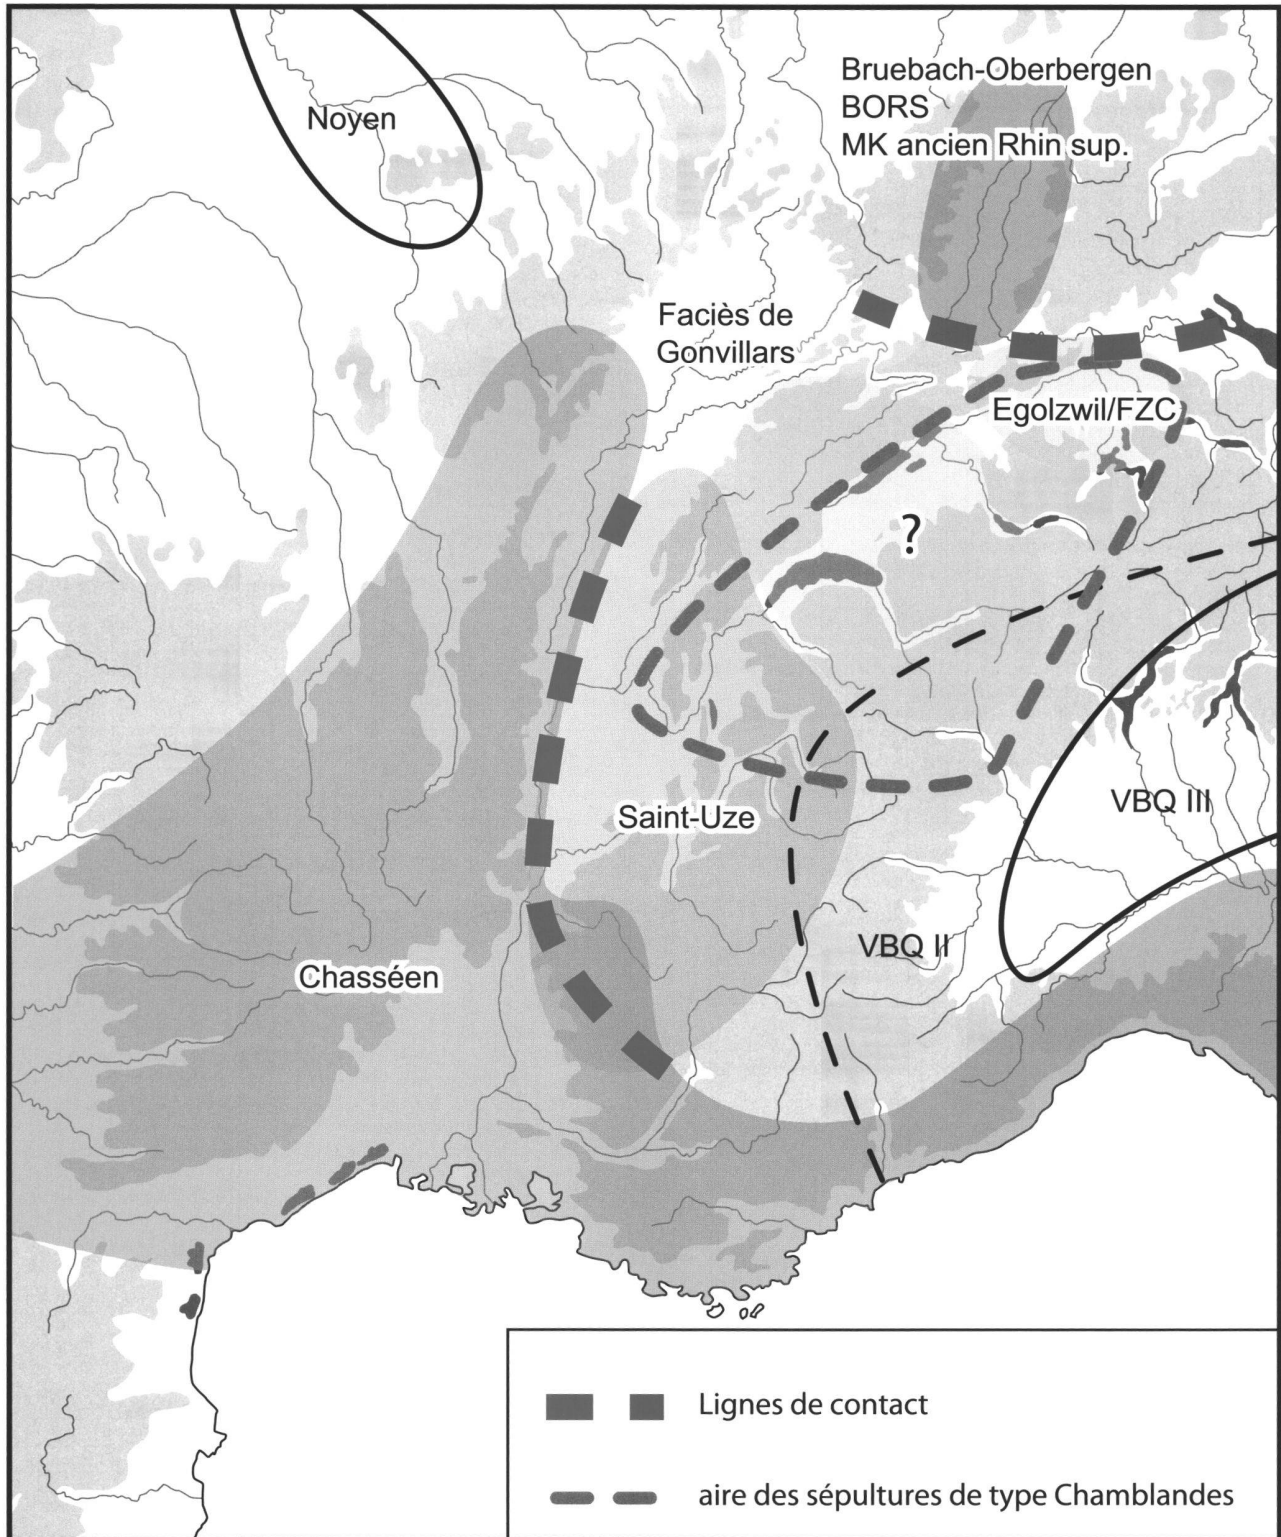 Bruebach-Oberbergen
BORS
MK ancien Rhin sup.
Noyen
Faciès de
Gonvillars
Egolzwil/FZC
?
VBQ III
Saint-Uze
VBQ II
Chasséen
Lignes de contact
aire des sépultures de type Chamblandes